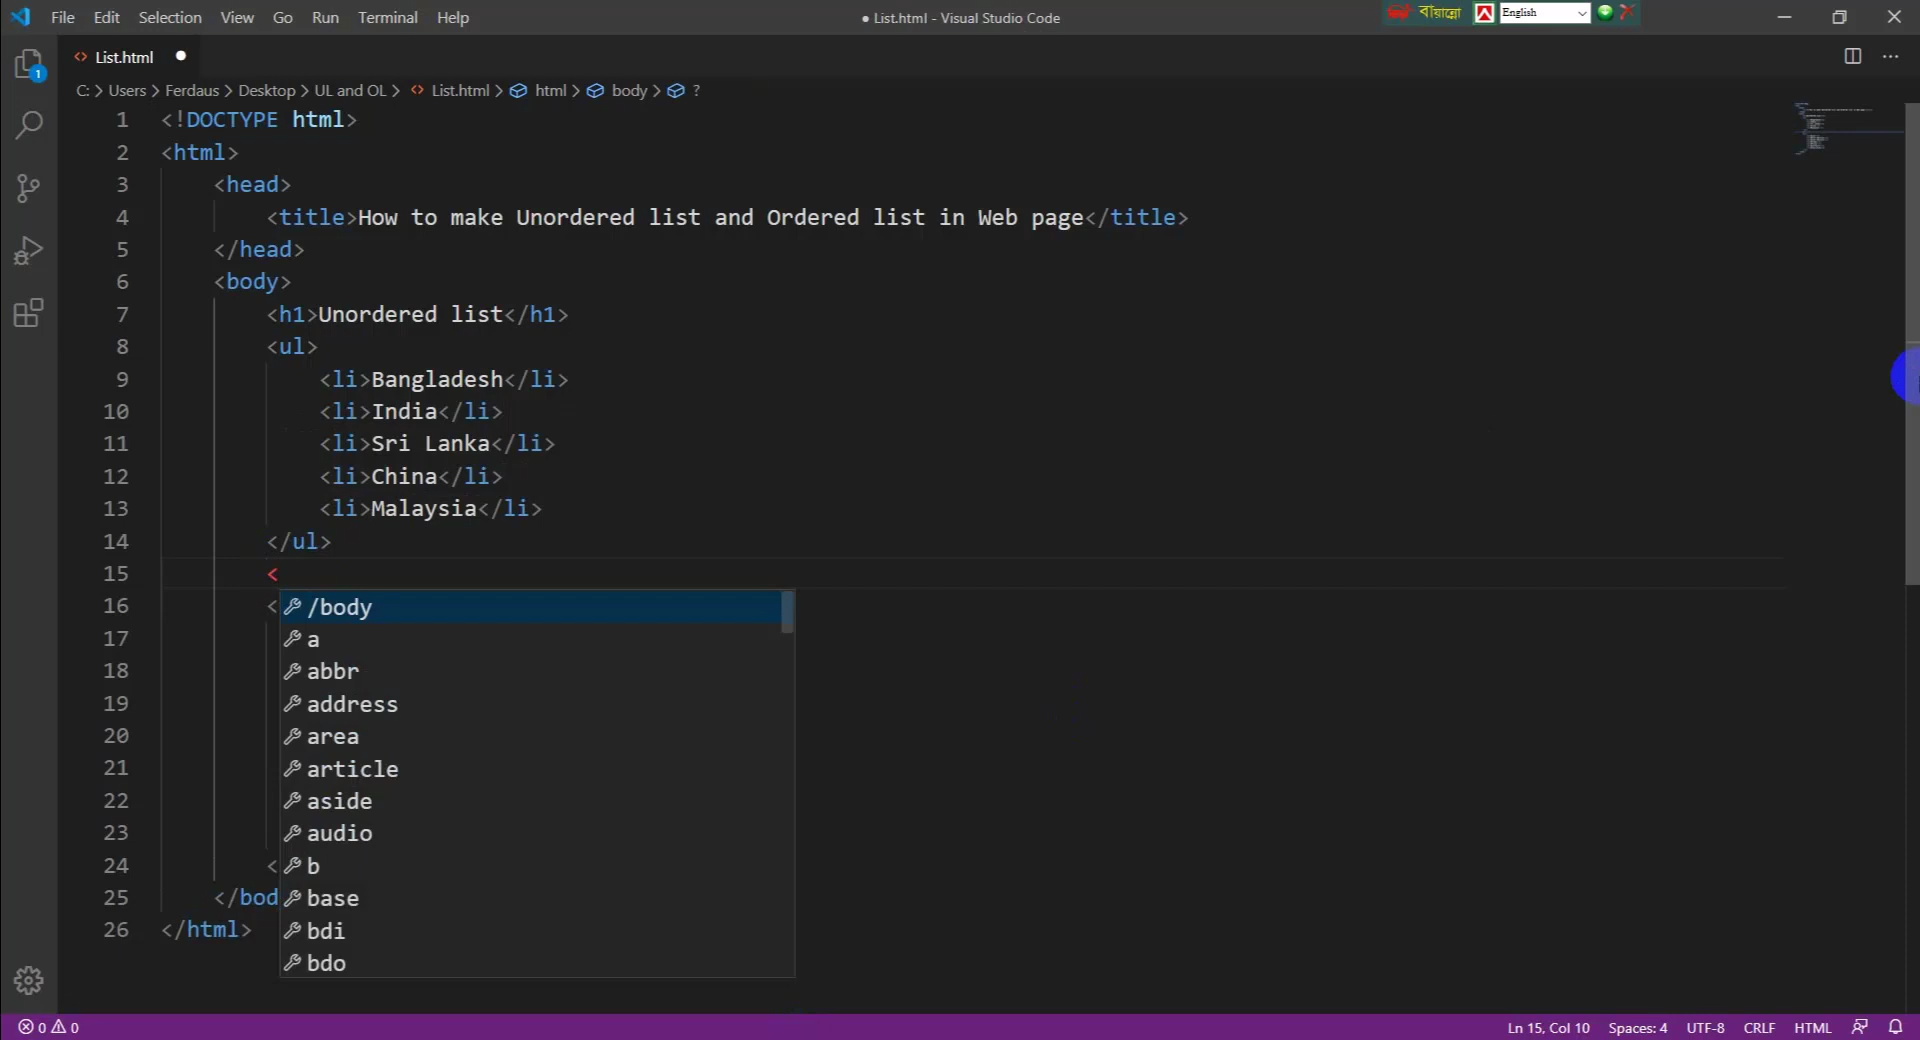 File Edit Selection View Go Run Terminal Help
● List.html - Visual Studio Code
বাঁয়ান্নো English
List.html
1
C: > Users > Ferdaus > Desktop > UL and OL > List.html > html > body > ?
1 <!DOCTYPE html>
2 <html>
3 <head>
4 <title>How to make Unordered list and Ordered list in Web page</title>
5 </head>
6 <body>
7 <h1>Unordered list</h1>
8 <ul>
9 <li>Bangladesh</li>
10 <li>India</li>
11 <li>Sri Lanka</li>
12 <li>China</li>
13 <li>Malaysia</li>
14 </ul>
15 <
16 < /body
17 a
18 abbr
19 address
20 area
21 article
22 aside
23 audio
24 < b
25 </bod base
26 </html> bdi
bdo
0 0 Ln 15, Col 10 Spaces: 4 UTF-8 CRLF HTML